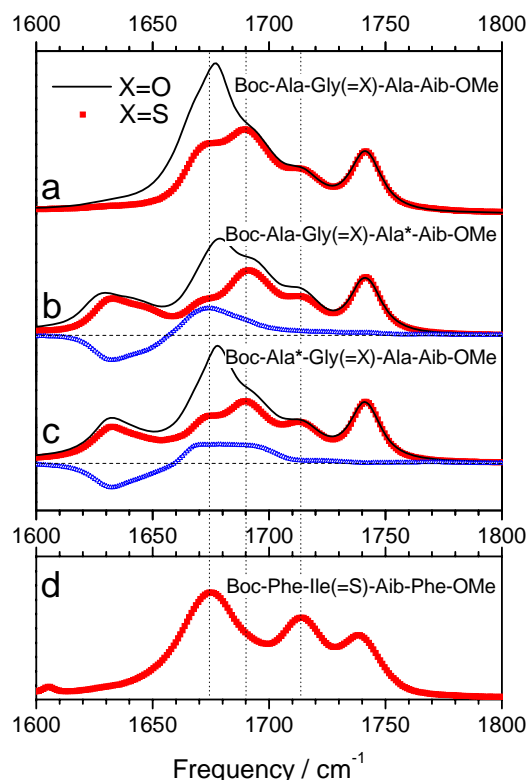 1600 1650 1700 1750 1800
X=O
X=S
Boc-Ala-Gly(=X)-Ala-Aib-OMe
a
Boc-Ala-Gly(=X)-Ala*-Aib-OMe
b
Boc-Ala*-Gly(=X)-Ala-Aib-OMe
c
1600 1650 1700 1750 1800
d
Boc-Phe-Ile(=S)-Aib-Phe-OMe
1600 1650 1700 1750 1800
Frequency / cm⁻¹